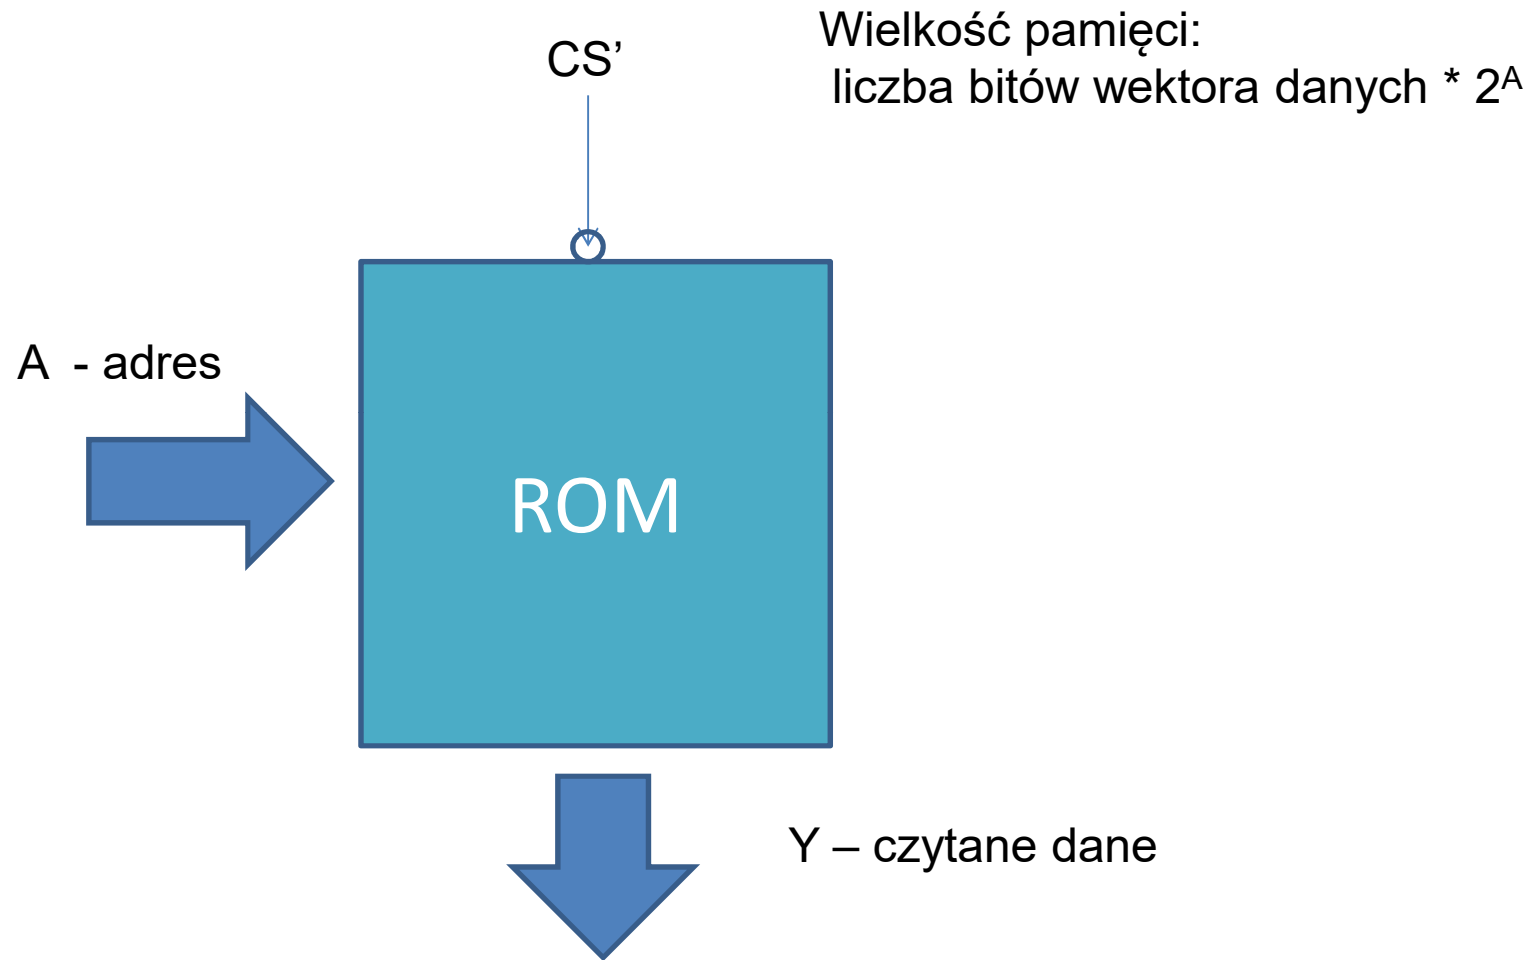 Wielkość pamięci:
liczba bitów wektora danych * 2ᴬ
CS’
A - adres
ROM
Y – czytane dane